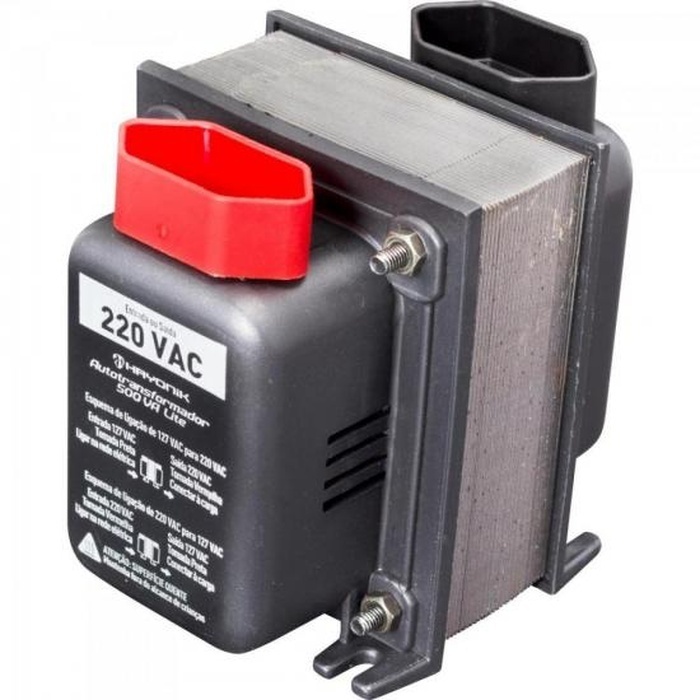 Entrada ou Saída
220 VAC
HAYONIK
Autotransformador
500 VA Lite
Esquema de ligação de 127 VAC para 220 VAC
Entrada 127 VAC
Tomada Preta
Ligar na rede elétrica
Saída 220 VAC
Tomada Vermelha
Conectar à carga
Esquema de ligação de 220 VAC para 127 VAC
Entrada 220 VAC
Tomada Vermelha
Ligar na rede elétrica
Saída 127 VAC
Tomada Preta
Conectar à carga
ATENÇÃO: SUPERFÍCIE QUENTE
Mantenha fora do alcance de crianças